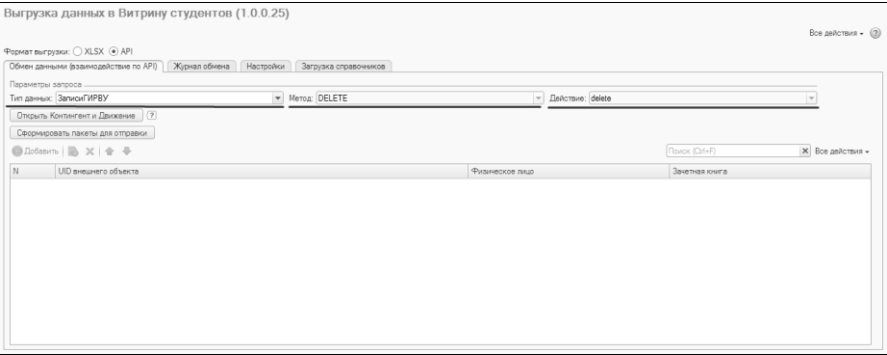 Выгрузка данных в Витрину студентов (1.0.0.25)
Все действия
Формат выгрузки: XLSX API
Обмен данными (взаимодействие по API) Журнал обмена Настройки Загрузка справочников
Параметры запроса
Тип данных: ЗаписиГИРВУ Метод: DELETE Действие: delete
Открыть Контингент и Движение ?
Сформировать пакеты для отправки
Добавить Поиск (Ctrl+F) Все действия
N UID внешнего объекта Физическое лицо Зачетная книга